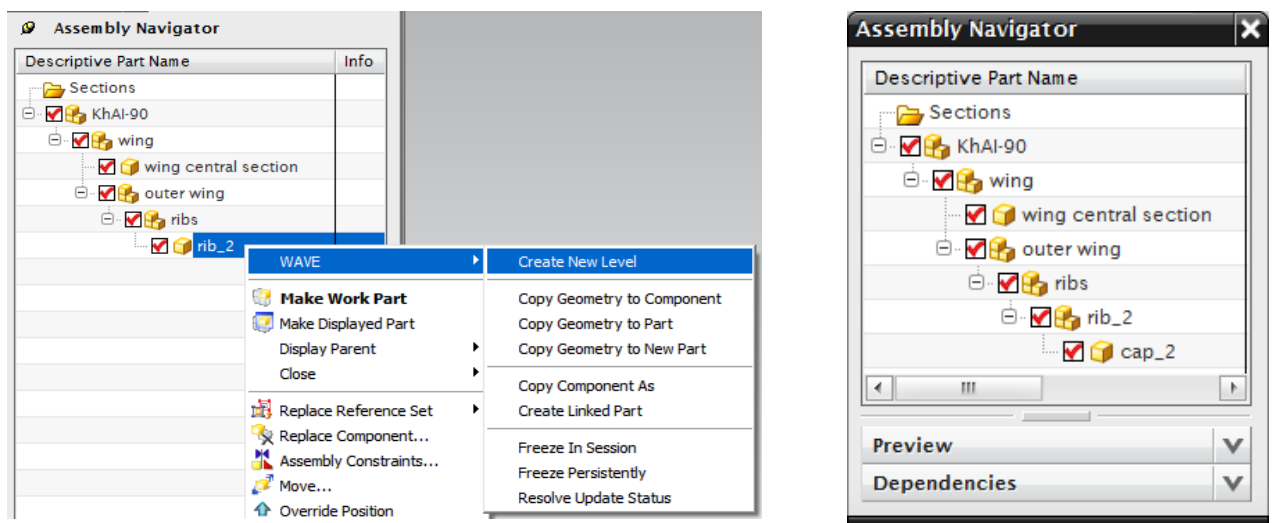 Assembly Navigator
Descriptive Part Name Info
Sections
KhAI-90
wing
wing central section
outer wing
ribs
rib_2
WAVE
Make Work Part
Make Displayed Part
Display Parent
Close
Replace Reference Set
Replace Component...
Assembly Constraints...
Move...
Override Position
Create New Level
Copy Geometry to Component
Copy Geometry to Part
Copy Geometry to New Part
Copy Component As
Create Linked Part
Freeze In Session
Freeze Persistently
Resolve Update Status
Assembly Navigator
Descriptive Part Name
Sections
KhAI-90
wing
wing central section
outer wing
ribs
rib_2
cap_2
Preview
Dependencies